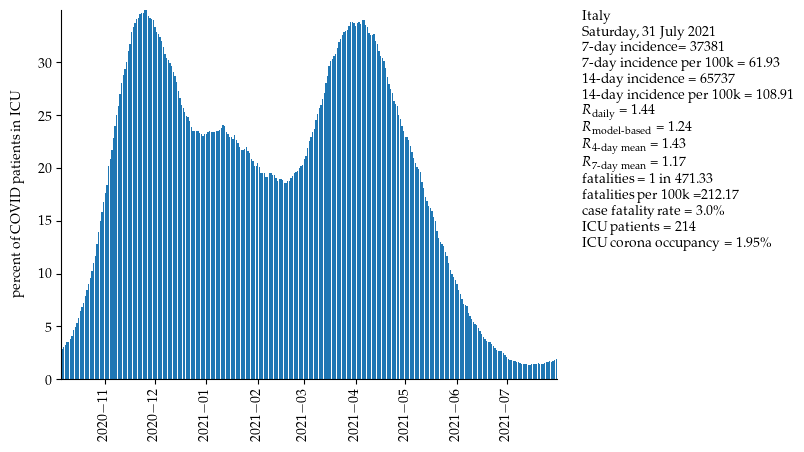 percent of COVID patients in ICU
30
25
20
15
10
5
0
2020−11
2020−12
2021−01
2021−02
2021−03
2021−04
2021−05
2021−06
2021−07
Italy
Saturday, 31 July 2021
7-day incidence= 37381
7-day incidence per 100k = 61.93
14-day incidence = 65737
14-day incidence per 100k = 108.91
R daily = 1.44
R model-based = 1.24
R 4-day mean = 1.43
R 7-day mean = 1.17
fatalities = 1 in 471.33
fatalities per 100k =212.17
case fatality rate = 3.0%
ICU patients = 214
ICU corona occupancy = 1.95%